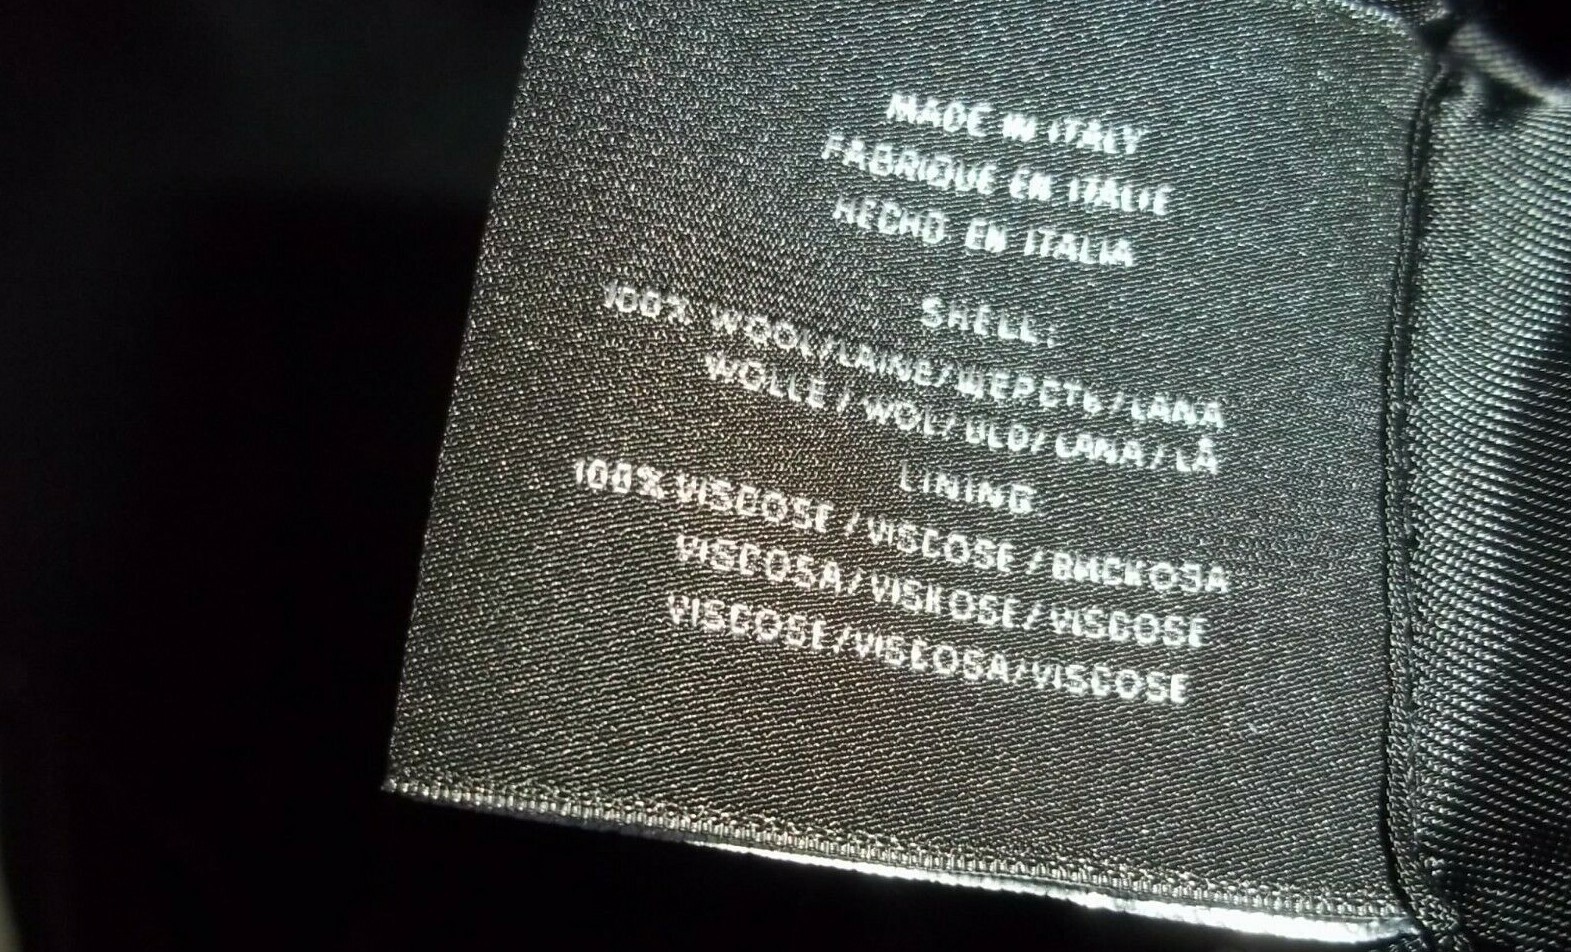 MADE IN ITALY
FABRIQUE EN ITALIE
HECHO EN ITALIA
SHELL:
100% WOOL/LAINE/ШЕРСТЬ/LANA
WOLLE/WOL/ULD/LANA/LÃ
LINING
100% VISCOSE/VISCOSE/ВИСКОЗА
VISCOSA/VISKOSE/VISCOSE
VISCOSE/VISCOSA/VISCOSE